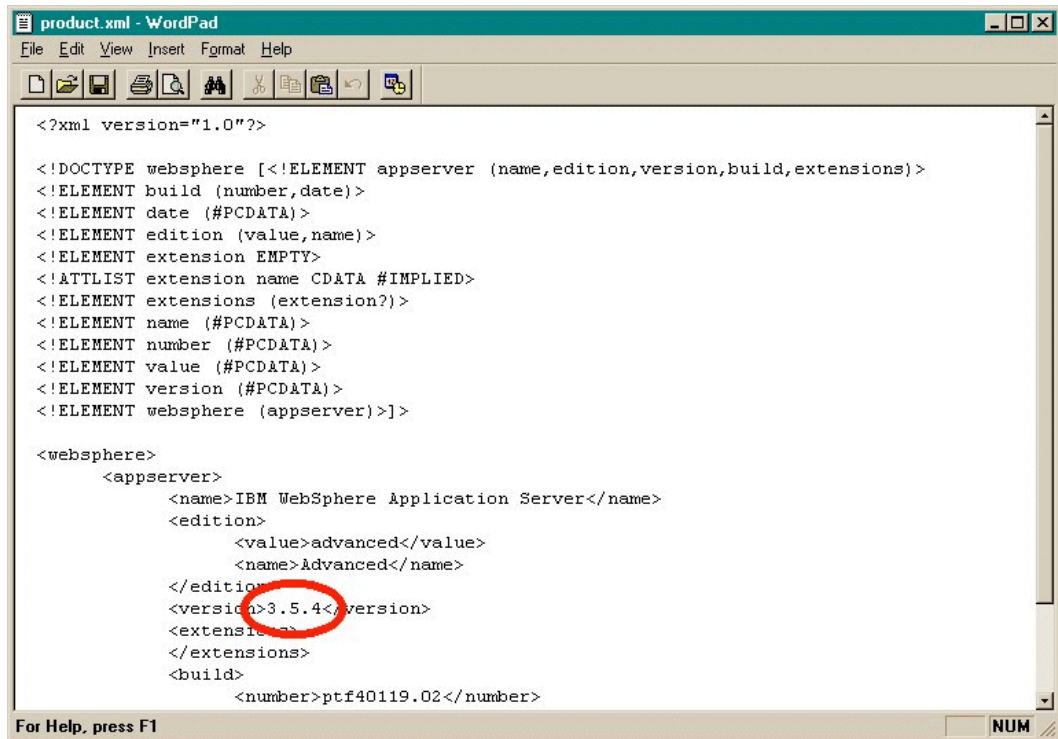 product.xml - WordPad
File Edit View Insert Format Help
<?xml version="1.0"?>
<!DOCTYPE websphere [<!ELEMENT appserver (name,edition,version,build,extensions)>
<!ELEMENT build (number,date)>
<!ELEMENT date (#PCDATA)>
<!ELEMENT edition (value,name)>
<!ELEMENT extension EMPTY>
<!ATTLIST extension name CDATA #IMPLIED>
<!ELEMENT extensions (extension?)>
<!ELEMENT name (#PCDATA)>
<!ELEMENT number (#PCDATA)>
<!ELEMENT value (#PCDATA)>
<!ELEMENT version (#PCDATA)>
<!ELEMENT websphere (appserver)>]>
<websphere>
<appserver>
<name>IBM WebSphere Application Server</name>
<edition>
<value>advanced</value>
<name>Advanced</name>
</edition>
<version>3.5.4</version>
<extensions>
</extensions>
<build>
<number>ptf40119.02</number>
For Help, press F1
NUM